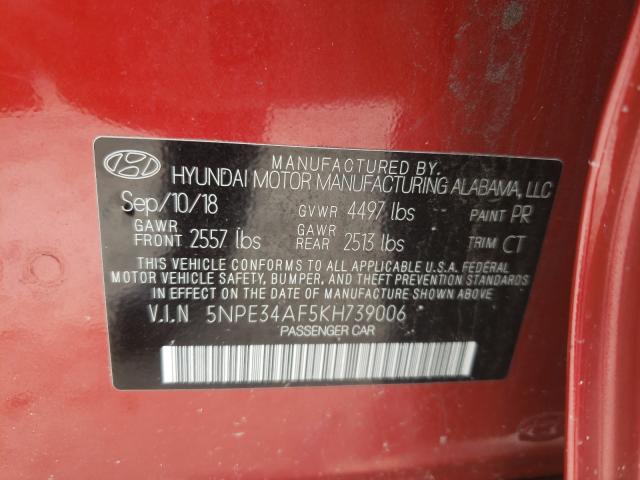 MANUFACTURED BY.
HYUNDAI MOTOR MANUFACTURING ALABAMA, LLC
Sep/10/18 GVWR 4497 lbs PAINT PR
GAWR FRONT 2557 lbs GAWR REAR 2513 lbs TRIM CT
THIS VEHICLE CONFORMS TO ALL APPLICABLE U.S.A. FEDERAL
MOTOR VEHICLE SAFETY, BUMPER, AND THEFT PREVENTION STANDARDS
IN EFFECT ON THE DATE OF MANUFACTURE SHOWN ABOVE.
V.I.N 5NPE34AF5KH739006
PASSENGER CAR